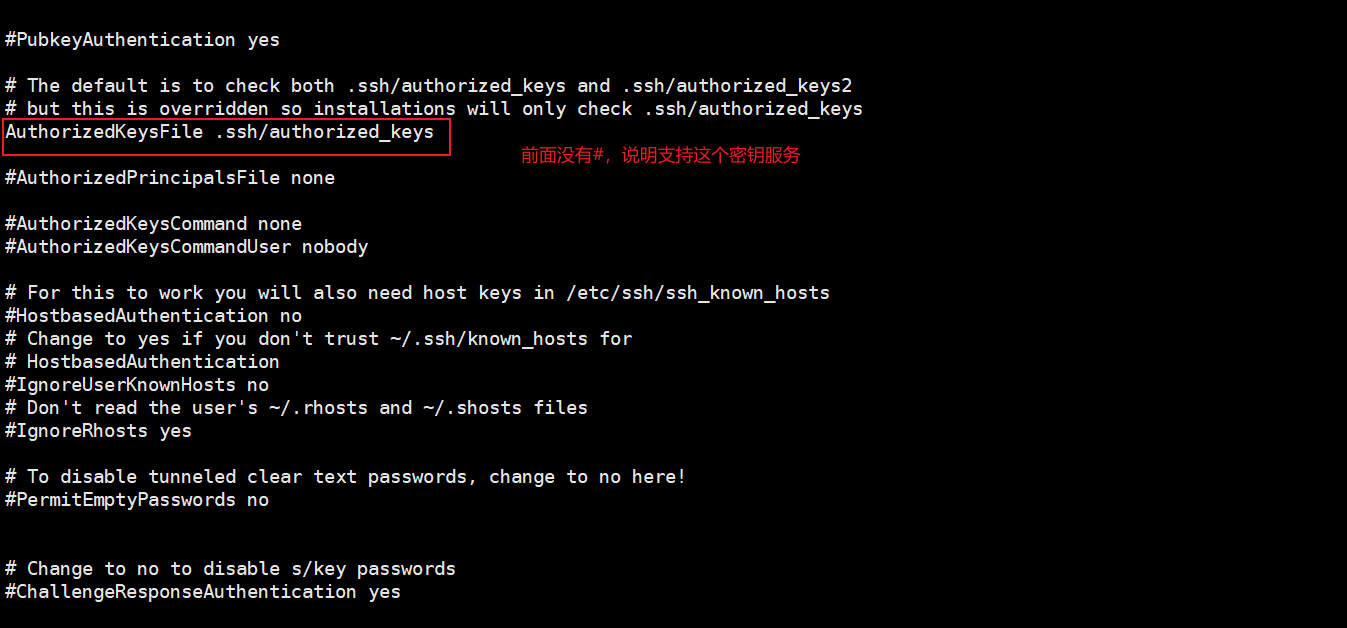 #PubkeyAuthentication yes
# The default is to check both .ssh/authorized_keys and .ssh/authorized_keys2
# but this is overridden so installations will only check .ssh/authorized_keys
AuthorizedKeysFile .ssh/authorized_keys
前面没有#，说明支持这个密钥服务
#AuthorizedPrincipalsFile none
#AuthorizedKeysCommand none
#AuthorizedKeysCommandUser nobody
# For this to work you will also need host keys in /etc/ssh/ssh_known_hosts
#HostbasedAuthentication no
# Change to yes if you don't trust ~/.ssh/known_hosts for
# HostbasedAuthentication
#IgnoreUserKnownHosts no
# Don't read the user's ~/.rhosts and ~/.shosts files
#IgnoreRhosts yes
# To disable tunneled clear text passwords, change to no here!
#PermitEmptyPasswords no
# Change to no to disable s/key passwords
#ChallengeResponseAuthentication yes